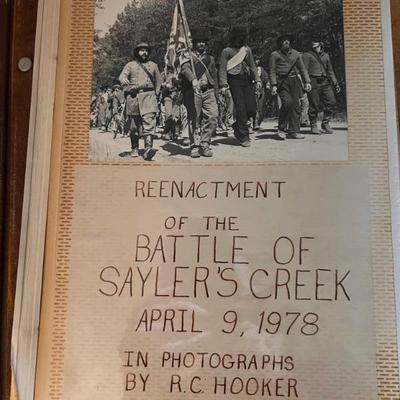 REENACTMENT
OF THE
BATTLE OF
SAYLER'S CREEK
APRIL 9, 1978
IN PHOTOGRAPHS
BY R.C. HOOKER